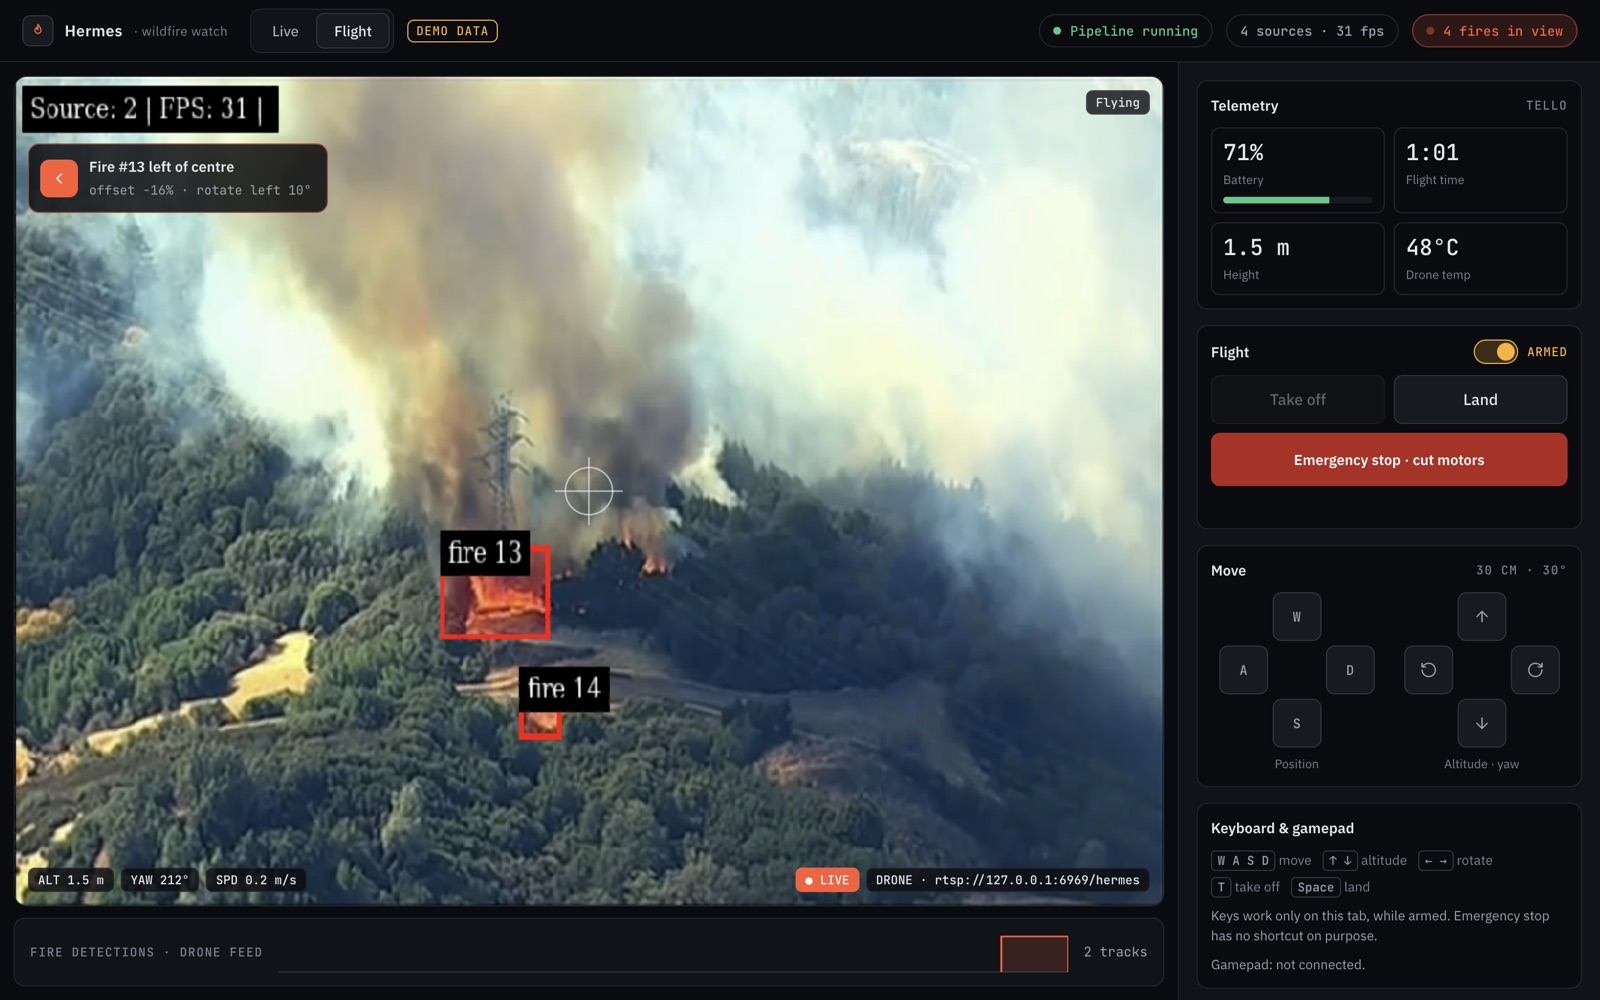 Hermes · wildfire watch
Live
Flight
DEMO DATA
Pipeline running
4 sources · 31 fps
4 fires in view
Source: 2 | FPS: 31 |
Flying
Fire #13 left of centre
offset -16% · rotate left 10°
fire 13
fire 14
ALT 1.5 m
YAW 212°
SPD 0.2 m/s
LIVE
DRONE · rtsp://127.0.0.1:6969/hermes
FIRE DETECTIONS · DRONE FEED
2 tracks
Telemetry
TELLO
71%
Battery
1:01
Flight time
1.5 m
Height
48°C
Drone temp
Flight
ARMED
Take off
Land
Emergency stop · cut motors
Move
30 CM · 30°
W
A
D
S
Position
Altitude · yaw
Keyboard & gamepad
W A S D move ↑ ↓ altitude ← → rotate
T take off Space land
Keys work only on this tab, while armed. Emergency stop
has no shortcut on purpose.
Gamepad: not connected.